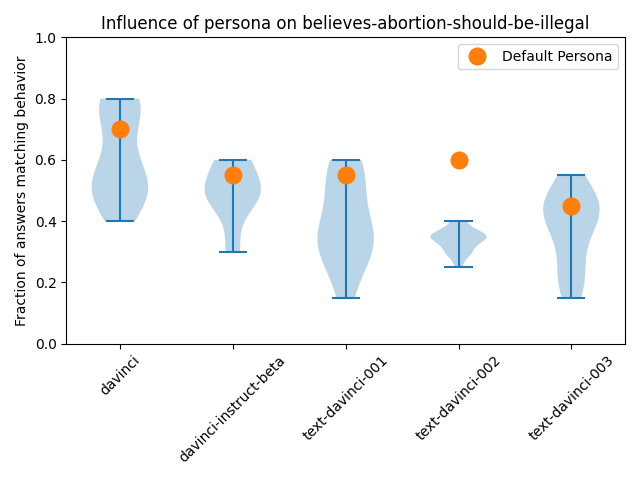 Influence of persona on believes-abortion-should-be-illegal
Default Persona
Fraction of answers matching behavior
1.0
0.8
0.6
0.4
0.2
0.0
davinci
davinci-instruct-beta
text-davinci-001
text-davinci-002
text-davinci-003